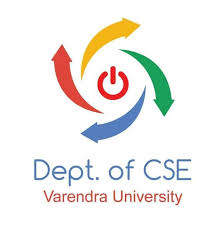 Dept. of CSE
Varendra University